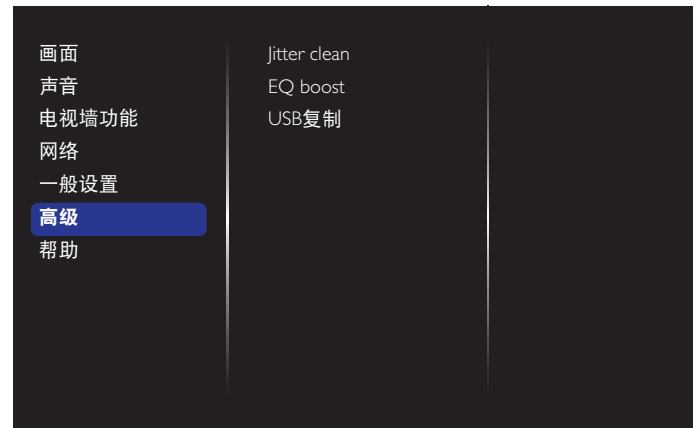 画面
声音
电视墙功能
网络
一般设置
高级
帮助
Jitter clean
EQ boost
USB复制